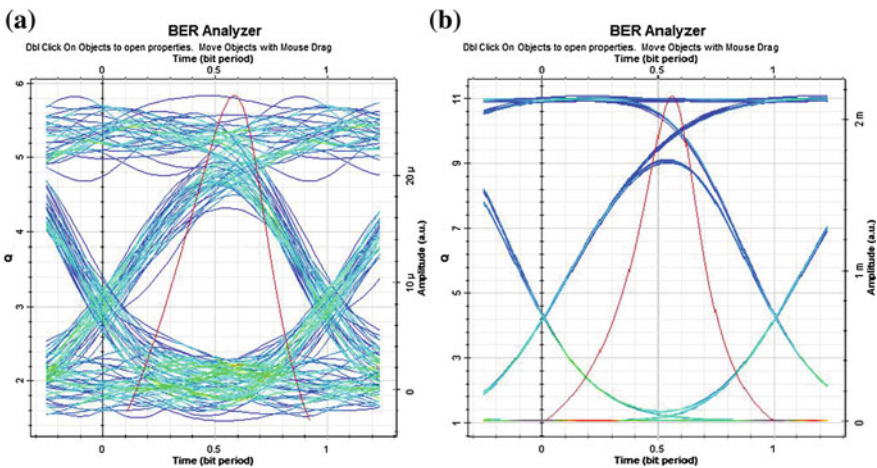 (a)
BER Analyzer
Dbl Click On Objects to open properties. Move Objects with Mouse Drag
Time (bit period)
0 0.5 1
6
5
4
3
2
Q
20 µ
10 µ
0
Amplitude (a.u.)
0 0.5 1
Time (bit period)
(b)
BER Analyzer
Dbl Click On Objects to open properties. Move Objects with Mouse Drag
Time (bit period)
0 0.5 1
11
9
7
5
3
1
Q
2 m
1 m
0
Amplitude (a.u.)
0 0.5 1
Time (bit period)